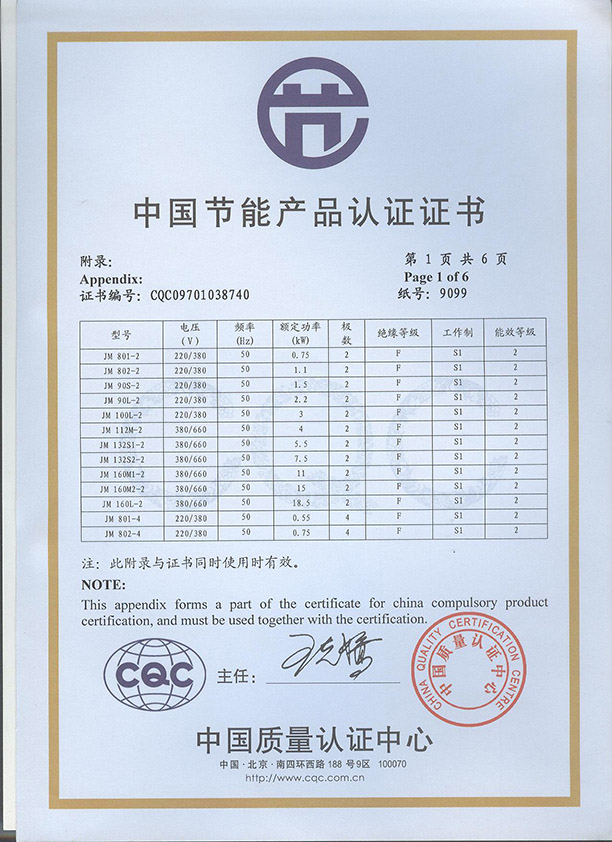 中国节能产品认证证书
附录: 第 1 页 共 6 页
Appendix: Page 1 of 6
证书编号: CQC09701038740 纸号: 9099
型号 电压 (V) 频率 (Hz) 额定功率 (kW) 极数 绝缘等级 工作制 能效等级
JM 801-2 220/380 50 0.75 2 F S1 2
JM 802-2 220/380 50 1.1 2 F S1 2
JM 90S-2 220/380 50 1.5 2 F S1 2
JM 90L-2 220/380 50 2.2 2 F S1 2
JM 100L-2 220/380 50 3 2 F S1 2
JM 112M-2 380/660 50 4 2 F S1 2
JM 132S1-2 380/660 50 5.5 2 F S1 2
JM 132S2-2 380/660 50 7.5 2 F S1 2
JM 160M1-2 380/660 50 11 2 F S1 2
JM 160M2-2 380/660 50 15 2 F S1 2
JM 160L-2 380/660 50 18.5 2 F S1 2
JM 801-4 220/380 50 0.55 4 F S1 2
JM 802-4 220/380 50 0.75 4 F S1 2
注: 此附录与证书同时使用时有效。
NOTE:
This appendix forms a part of the certificate for china compulsory product
certification, and must be used together with the certification.
CQC
主任:
CHINA QUALITY CERTIFICATION CENTRE
中国质量认证中心
中国质量认证中心
中国·北京·南四环西路 188 号 9区 100070
http://www.cqc.com.cn